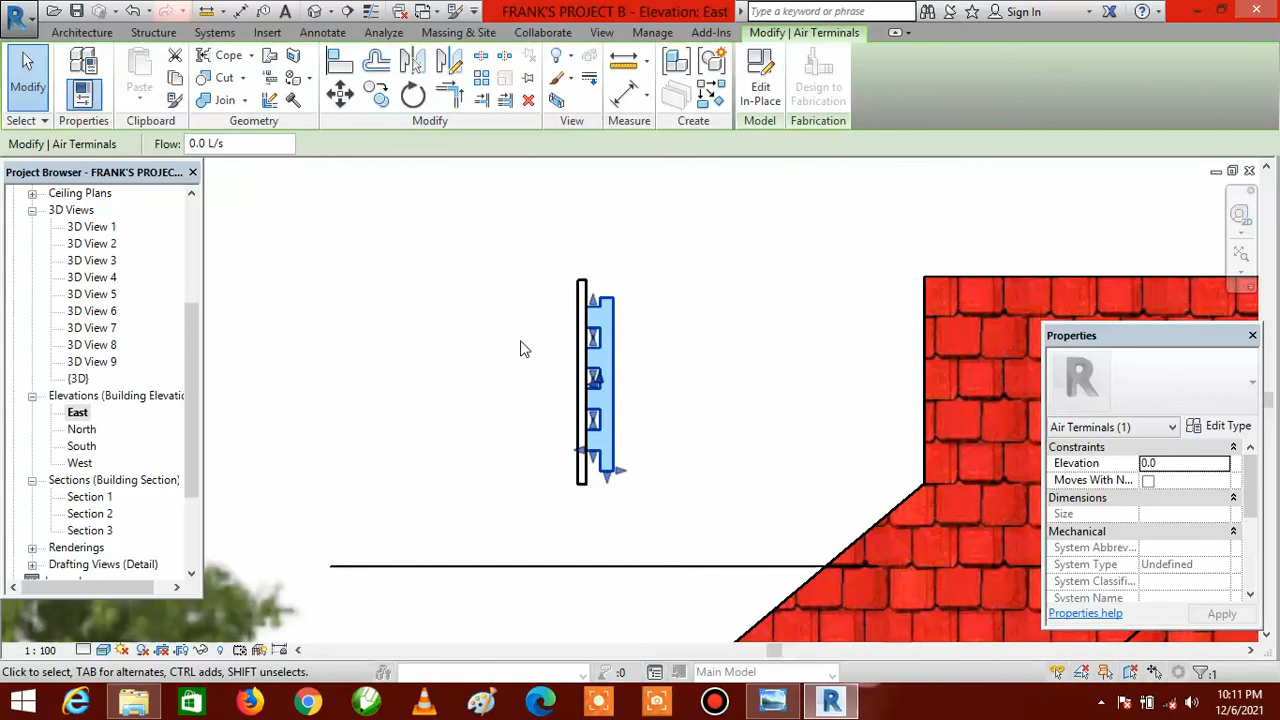 FRANK'S PROJECT B - Elevation: East
Type a keyword or phrase
Sign In
Architecture Structure Systems Insert Annotate Analyze Massing & Site Collaborate View Manage Add-Ins Modify | Air Terminals
Modify
Paste
Cope
Cut
Join
Edit
In-Place
Design to
Fabrication
Select Properties Clipboard Geometry Modify View Measure Create Model Fabrication
Modify | Air Terminals Flow: 0.0 L/s
Project Browser - FRANK'S PROJEC...
Ceiling Plans
3D Views
3D View 1
3D View 2
3D View 3
3D View 4
3D View 5
3D View 6
3D View 7
3D View 8
3D View 9
{3D}
Elevations (Building Elevati
East
North
South
West
Sections (Building Section)
Section 1
Section 2
Section 3
Renderings
Drafting Views (Detail)
2D
Properties
R
Air Terminals (1) Edit Type
Constraints
Elevation 0.0
Moves With N...
Dimensions
Size
Mechanical
System Abbrev...
System Type Undefined
System Classifi...
System Name
Properties help Apply
1 : 100
Click to select, TAB for alternates, CTRL adds, SHIFT unselects.
:0
Main Model
:1
10:11 PM
12/6/2021